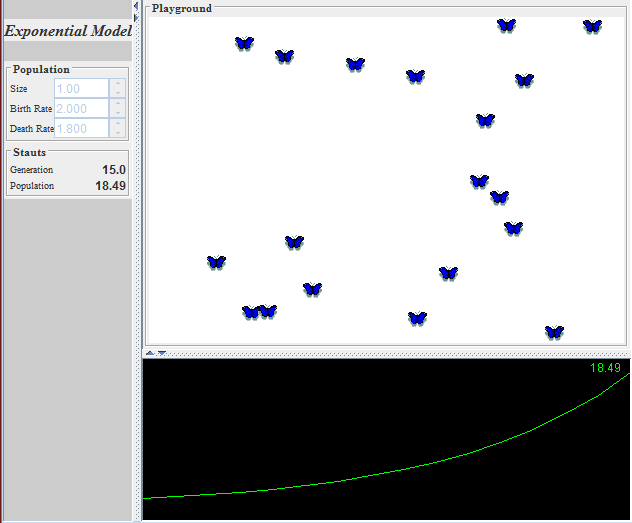 Exponential Model
Population
Size 1.00
Birth Rate 2.000
Death Rate 1.800
Stauts
Generation 15.0
Population 18.49
Playground
18.49